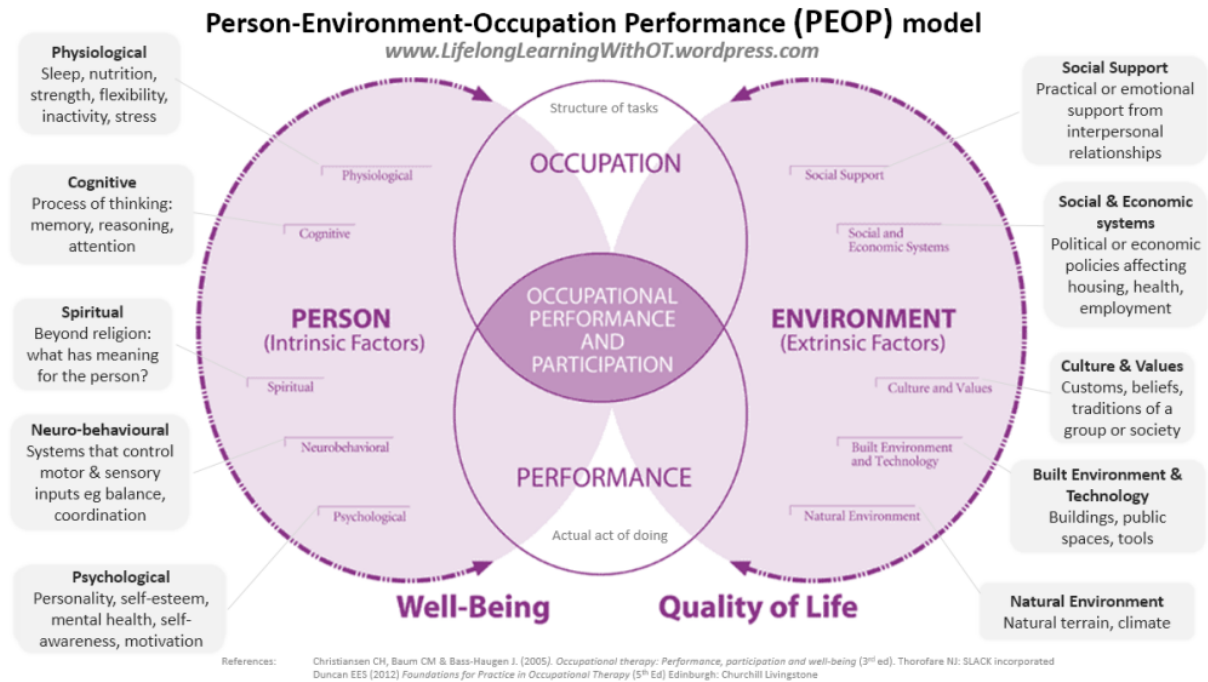 Person-Environment-Occupation Performance (PEOP) model
www.LifelongLearningWithOT.wordpress.com
Physiological
Sleep, nutrition,
strength, flexibility,
inactivity, stress
Cognitive
Process of thinking:
memory, reasoning,
attention
Spiritual
Beyond religion:
what has meaning
for the person?
Neuro-behavioural
Systems that control
motor & sensory
inputs eg balance,
coordination
Psychological
Personality, self-esteem,
mental health, self-
awareness, motivation
Physiological
Cognitive
PERSON
(Intrinsic Factors)
Spiritual
Neurobehavioral
Psychological
Structure of tasks
OCCUPATION
OCCUPATIONAL
PERFORMANCE
AND
PARTICIPATION
PERFORMANCE
Actual act of doing
Social Support
Social and
Economic Systems
ENVIRONMENT
(Extrinsic Factors)
Culture and Values
Built Environment
and Technology
Natural Environment
Social Support
Practical or emotional
support from
interpersonal
relationships
Social & Economic
systems
Political or economic
policies affecting
housing, health,
employment
Culture & Values
Customs, beliefs,
traditions of a
group or society
Built Environment &
Technology
Buildings, public
spaces, tools
Natural Environment
Natural terrain, climate
Well-Being
Quality of Life
References: Christiansen CH, Baum CM & Bass-Haugen J. (2005). Occupational therapy: Performance, participation and well-being (3rd ed). Thorofare NJ: SLACK incorporated
Duncan EES (2012) Foundations for Practice in Occupational Therapy (5th Ed) Edinburgh: Churchill Livingstone